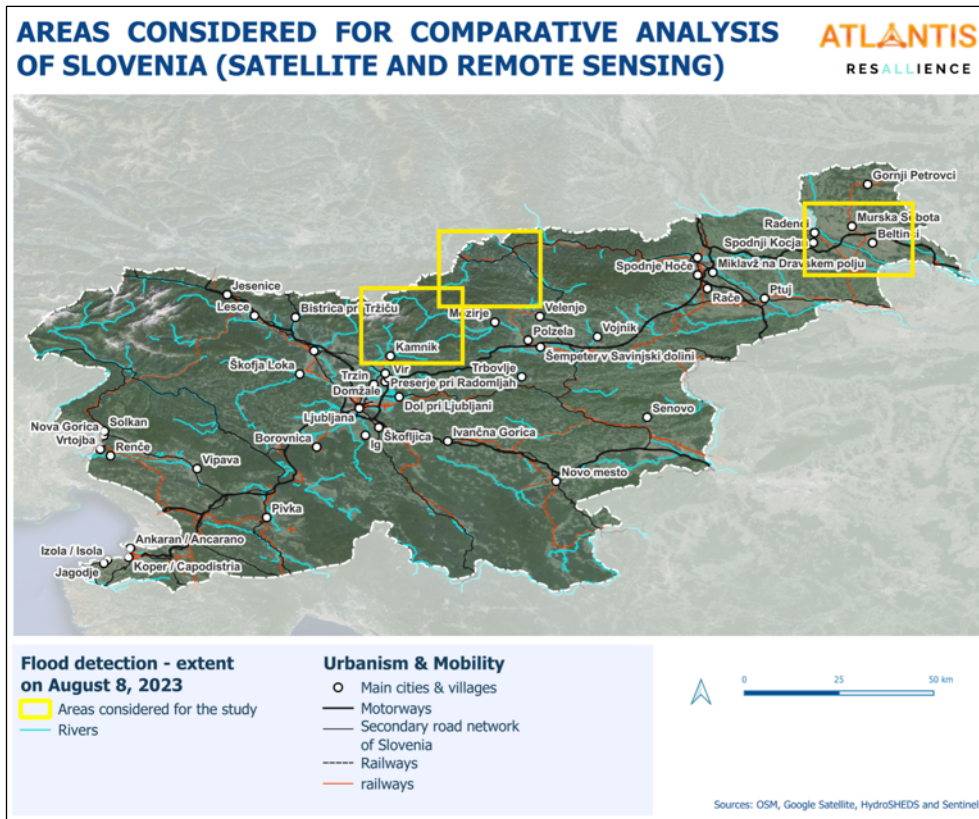 AREAS CONSIDERED FOR COMPARATIVE ANALYSIS
OF SLOVENIA (SATELLITE AND REMOTE SENSING)
ATLANTIS
RESALLIENCE
Gornji Petrovci
Murska Sobota
Radenci
Beltinci
Spodnji Kocjan
Spodnje Hoče
Miklavž na Dravskem polju
Rače
Ptuj
Jesenice
Lesce
Bistrica pri Tržiču
Mozirje
Velenje
Polzela
Vojnik
Kamnik
Šempeter v Savinjski dolini
Vir
Trbovlje
Škofja Loka
Trzin
Preserje pri Radomljah
Domžale
Dol pri Ljubljani
Ljubljana
Senovo
Nova Gorica
Solkan
Vrtojba
Renče
Borovnica
Škofljica
Ig
Ivančna Gorica
Vipava
Novo mesto
Pivka
Ankaran / Ancarano
Izola / Isola
Koper / Capodistria
Jagodje
Flood detection - extent
on August 8, 2023
Areas considered for the study
Rivers
Urbanism & Mobility
Main cities & villages
Motorways
Secondary road network
of Slovenia
Railways
railways
0 25 50 km
Sources: OSM, Google Satellite, HydroSHEDS and Sentinel